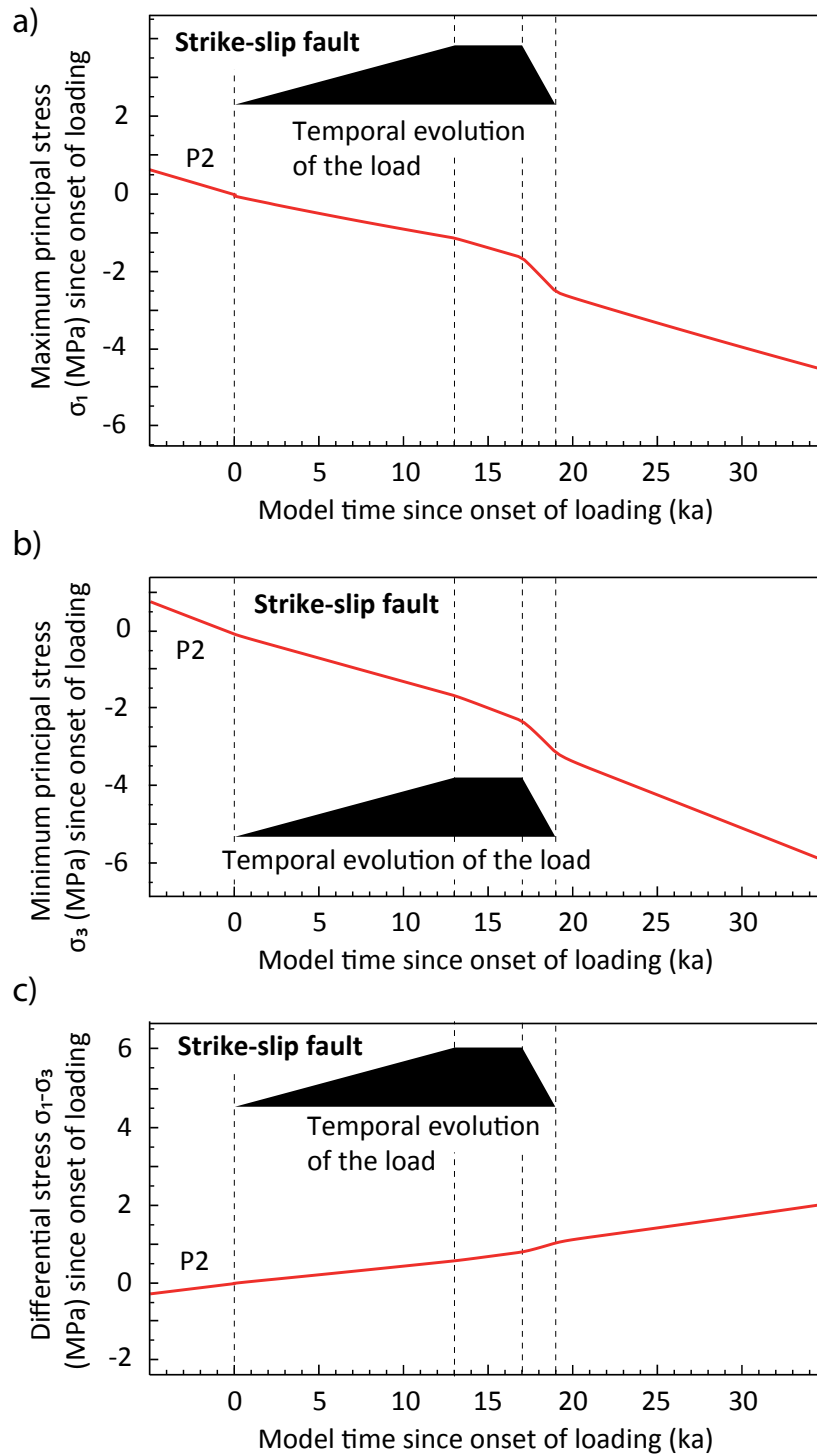 a)
Strike-slip fault
Temporal evolution
of the load
P2
Maximum principal stress
σ₁ (MPa) since onset of loading
2
0
-2
-4
-6
0 5 10 15 20 25 30
Model time since onset of loading (ka)
b)
Strike-slip fault
P2
Temporal evolution of the load
Minimum principal stress
σ₃ (MPa) since onset of loading
0
-2
-4
-6
0 5 10 15 20 25 30
Model time since onset of loading (ka)
c)
Strike-slip fault
Temporal evolution
of the load
P2
Differential stress σ₁-σ₃
(MPa) since onset of loading
6
4
2
0
-2
0 5 10 15 20 25 30
Model time since onset of loading (ka)